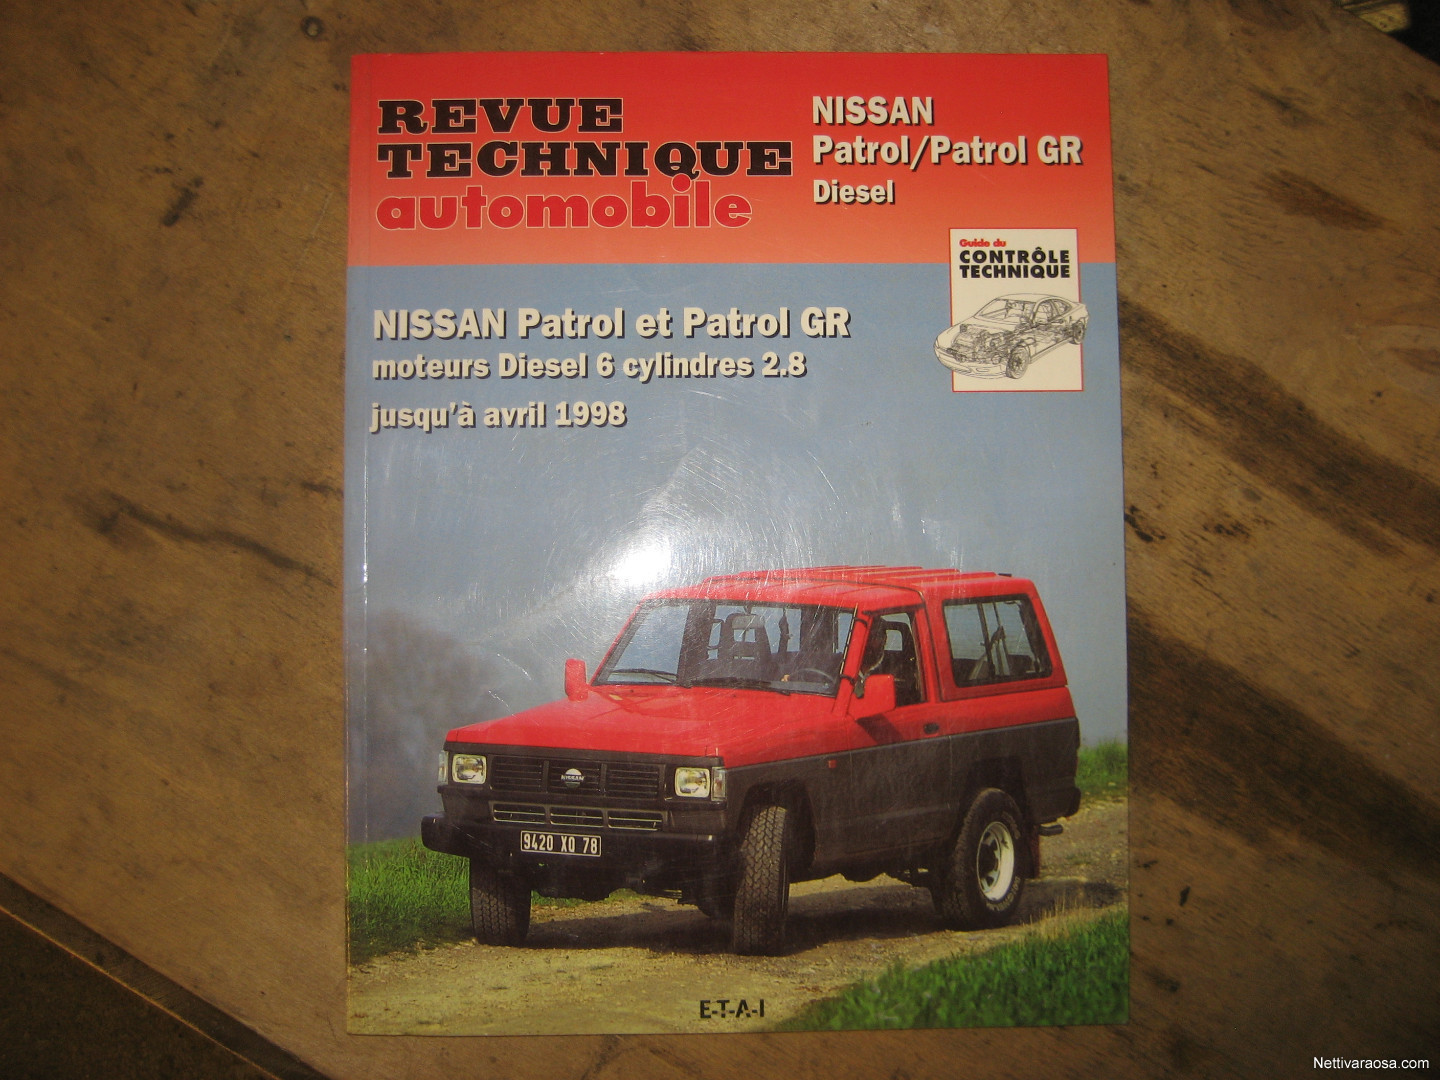 REVUE
TECHNIQUE
automobile
NISSAN
Patrol/Patrol GR
Diesel
Guide du
CONTRÔLE
TECHNIQUE
NISSAN Patrol et Patrol GR
moteurs Diesel 6 cylindres 2.8
jusqu'à avril 1998
NISSAN
9420 XQ 78
E-T-A-I
Nettivaraosa.com